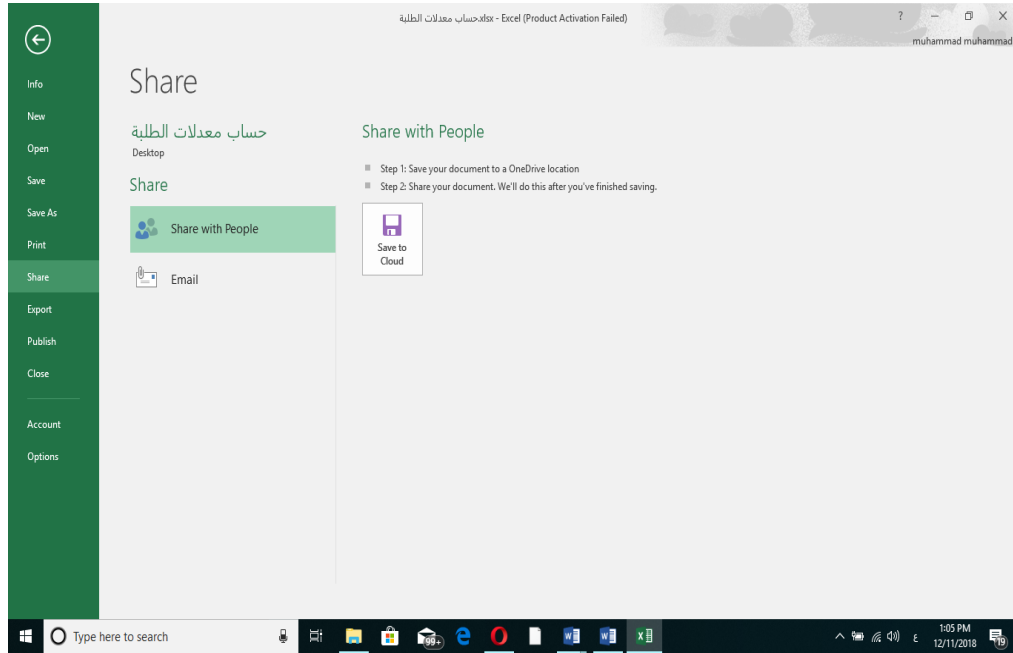 حساب معدلات الطلبة.xlsx - Excel (Product Activation Failed)
?
muhammad muhammad
Info
New
Open
Save
Save As
Print
Share
Export
Publish
Close
Account
Options
Share
حساب معدلات الطلبة
Desktop
Share
Share with People
Email
Share with People
Step 1: Save your document to a OneDrive location
Step 2: Share your document. We'll do this after you've finished saving.
Save to
Cloud
Type here to search
99+
ع
1:05 PM
12/11/2018
19